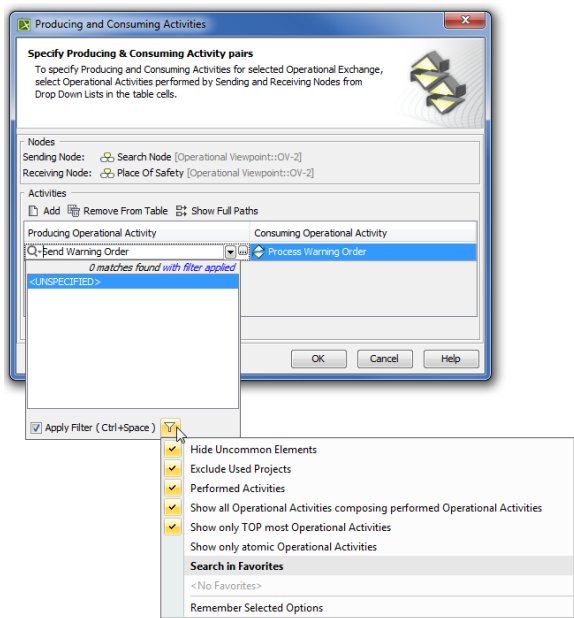 Producing and Consuming Activities
Specify Producing & Consuming Activity pairs
To specify Producing and Consuming Activities for selected Operational Exchange,
select Operational Activities performed by Sending and Receiving Nodes from
Drop Down Lists in the table cells.
Nodes
Sending Node: Search Node [Operational Viewpoint::OV-2]
Receiving Node: Place Of Safety [Operational Viewpoint::OV-2]
Activities
Add Remove From Table Show Full Paths
Producing Operational Activity Consuming Operational Activity
Send Warning Order Process Warning Order
0 matches found with filter applied
<UNSPECIFIED>
OK Cancel Help
Apply Filter ( Ctrl+Space )
Hide Uncommon Elements
Exclude Used Projects
Performed Activities
Show all Operational Activities composing performed Operational Activities
Show only TOP most Operational Activities
Show only atomic Operational Activities
Search in Favorites
<No Favorites>
Remember Selected Options